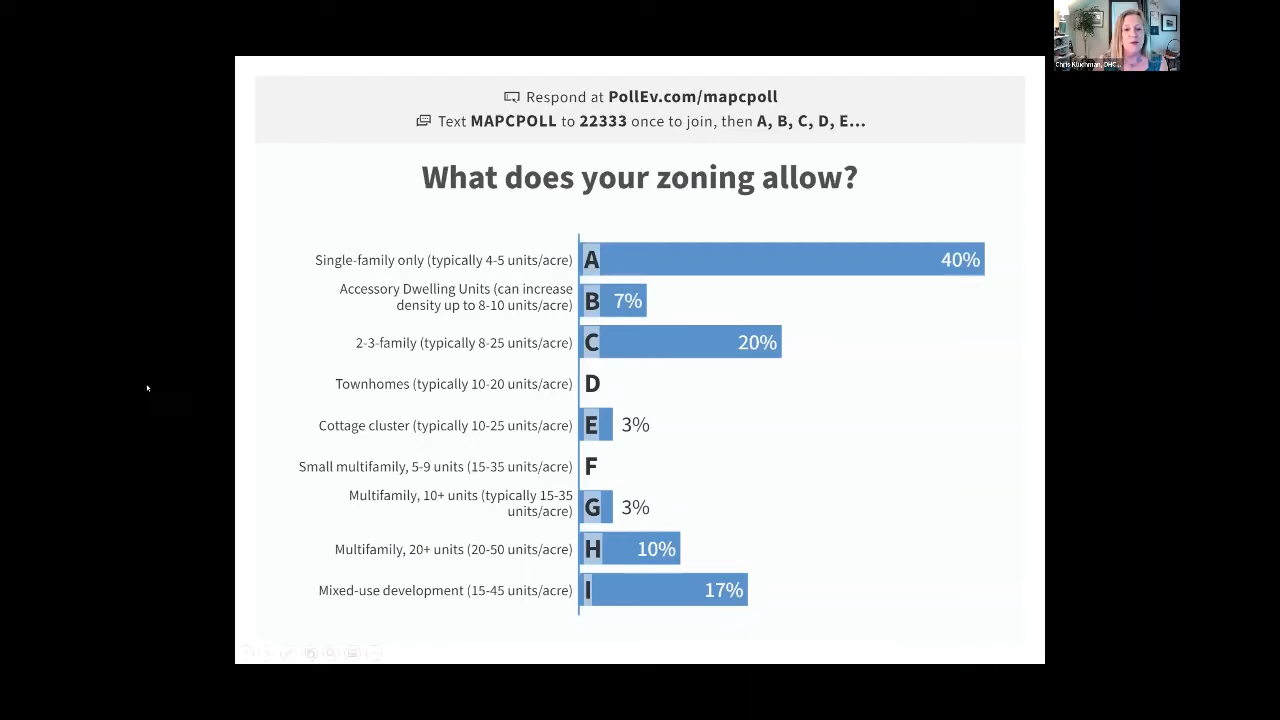 Respond at PollEv.com/mapcpoll
Text MAPCPOLL to 22333 once to join, then A, B, C, D, E...
What does your zoning allow?
Single-family only (typically 4-5 units/acre) A 40%
Accessory Dwelling Units (can increase
density up to 8-10 units/acre) B 7%
2-3-family (typically 8-25 units/acre) C 20%
Townhomes (typically 10-20 units/acre) D
Cottage cluster (typically 10-25 units/acre) E 3%
Small multifamily, 5-9 units (15-35 units/acre) F
Multifamily, 10+ units (typically 15-35
units/acre) G 3%
Multifamily, 20+ units (20-50 units/acre) H 10%
Mixed-use development (15-45 units/acre) I 17%
Chris Kluchman, DHC...